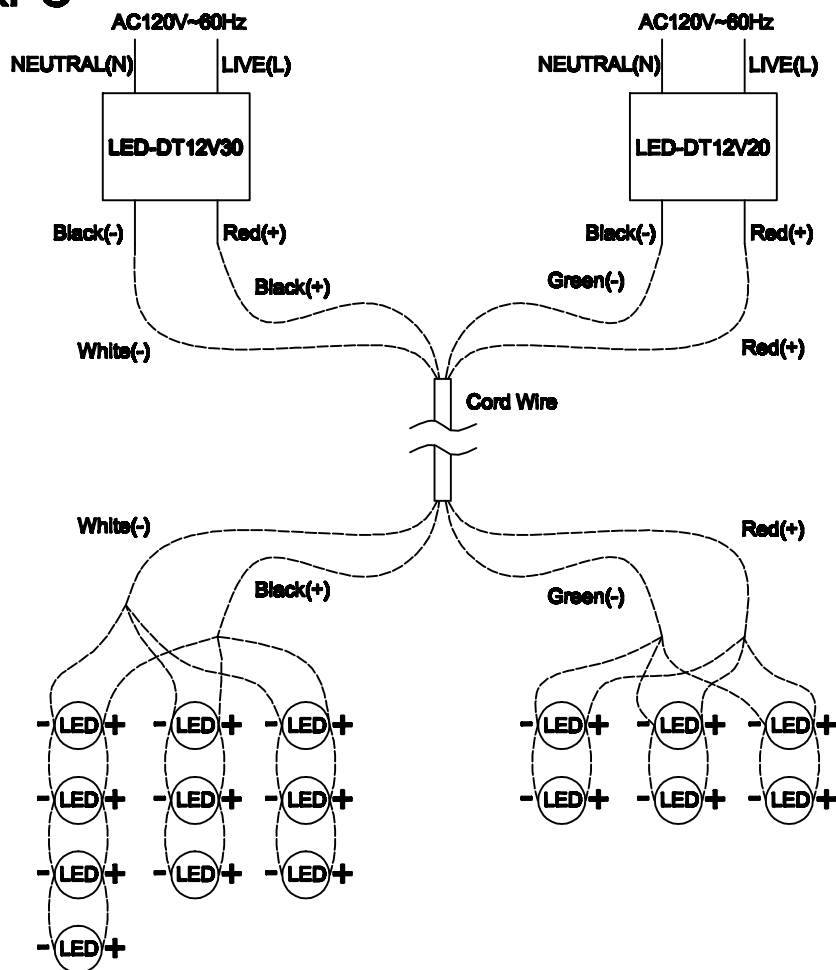 AC120V~60Hz AC120V~60Hz
NEUTRAL(N) LIVE(L) NEUTRAL(N) LIVE(L)
LED-DT12V30 LED-DT12V20
Black(-) Red(+) Black(-) Red(+)
Black(+) Green(-)
White(-) Red(+)
Cord Wire
White(-) Red(+)
Black(+) Green(-)
- LED + - LED + - LED + - LED + - LED + - LED +
- LED + - LED + - LED + - LED + - LED + - LED +
- LED + - LED + - LED +
- LED +